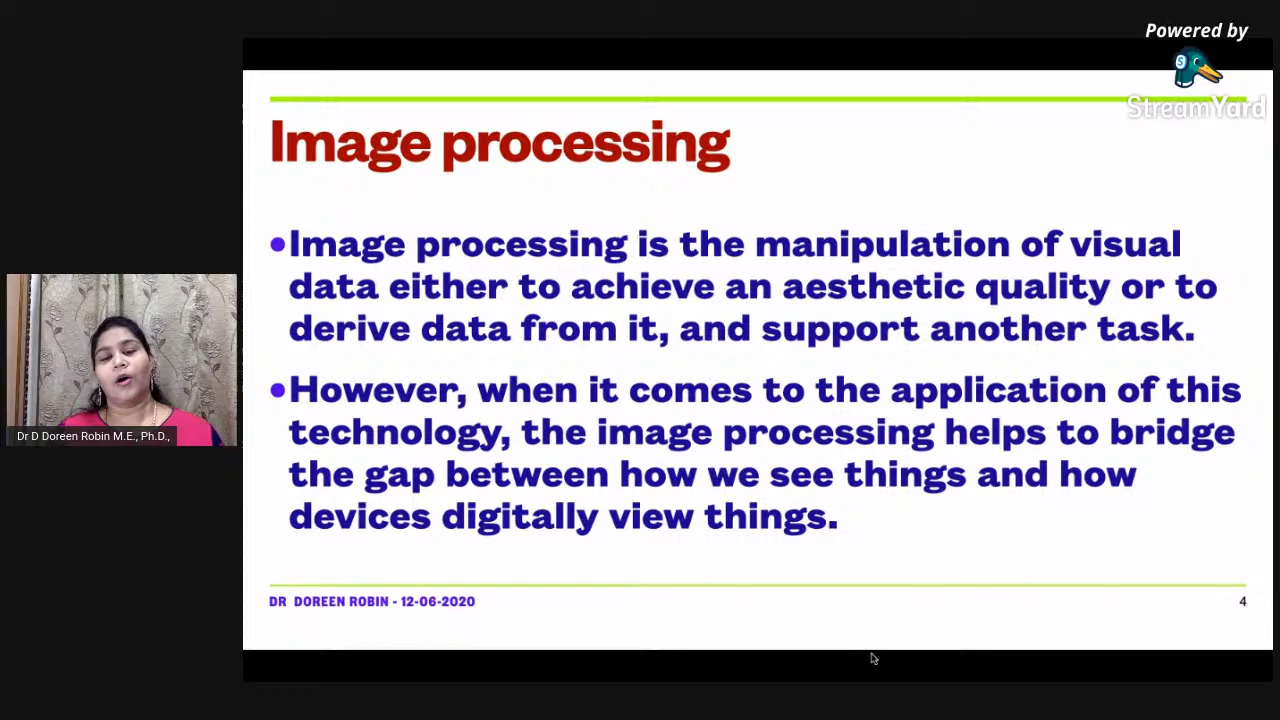 Powered by
StreamYard
Image processing
•Image processing is the manipulation of visual
data either to achieve an aesthetic quality or to
derive data from it, and support another task.
•However, when it comes to the application of this
technology, the image processing helps to bridge
the gap between how we see things and how
devices digitally view things.
Dr D Doreen Robin M.E., Ph.D.,
DR DOREEN ROBIN - 12-06-2020
4